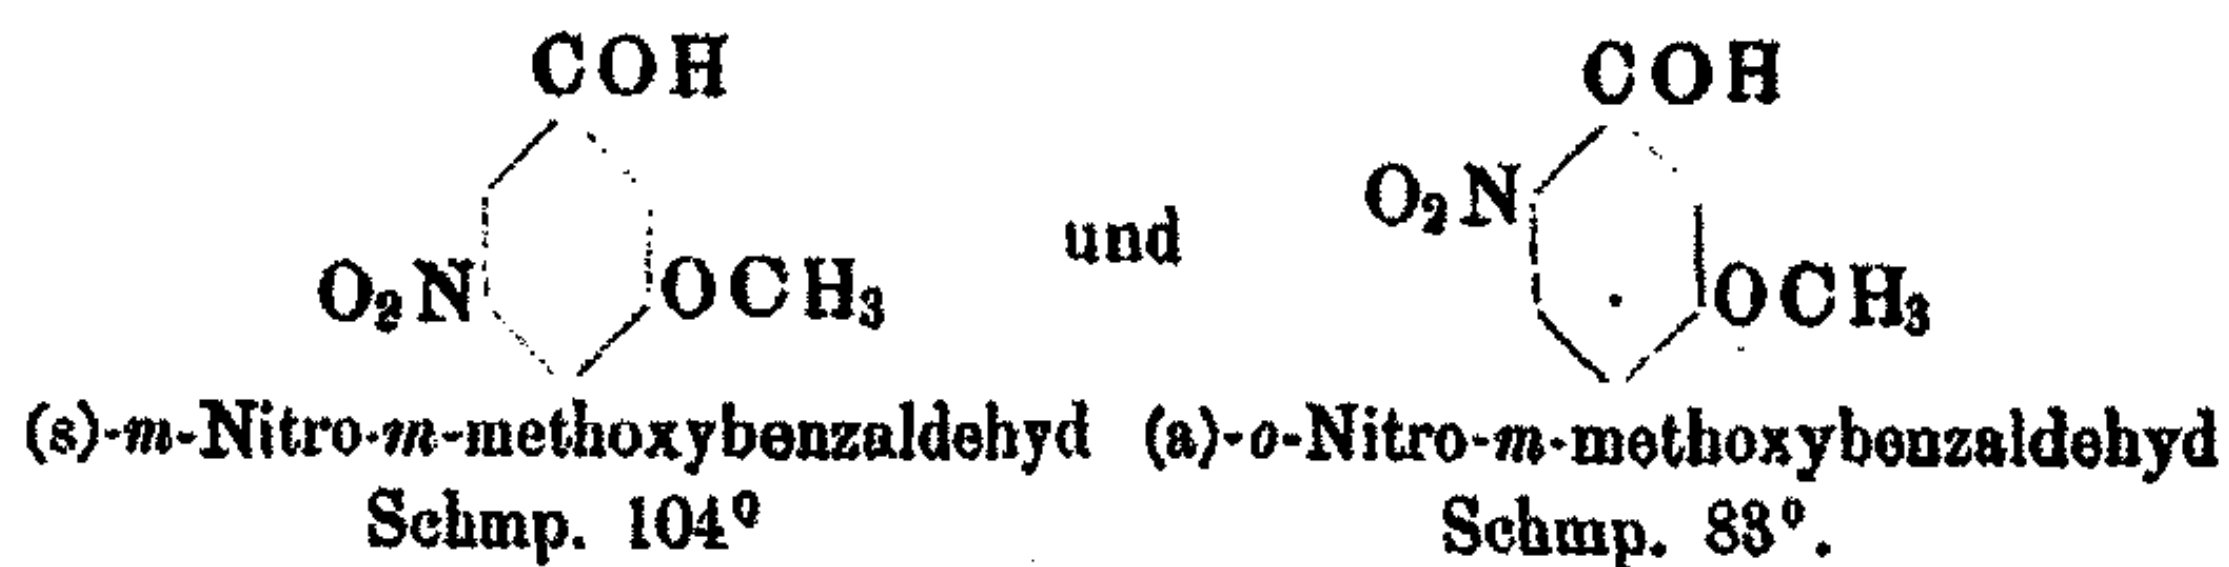 COH COH
O₂N
und
O₂N OCH₃ OCH₃
(s)-m-Nitro-m-methoxybenzaldehyd (a)-o-Nitro-m-methoxybenzaldehyd
Schmp. 104° Schmp. 83°.